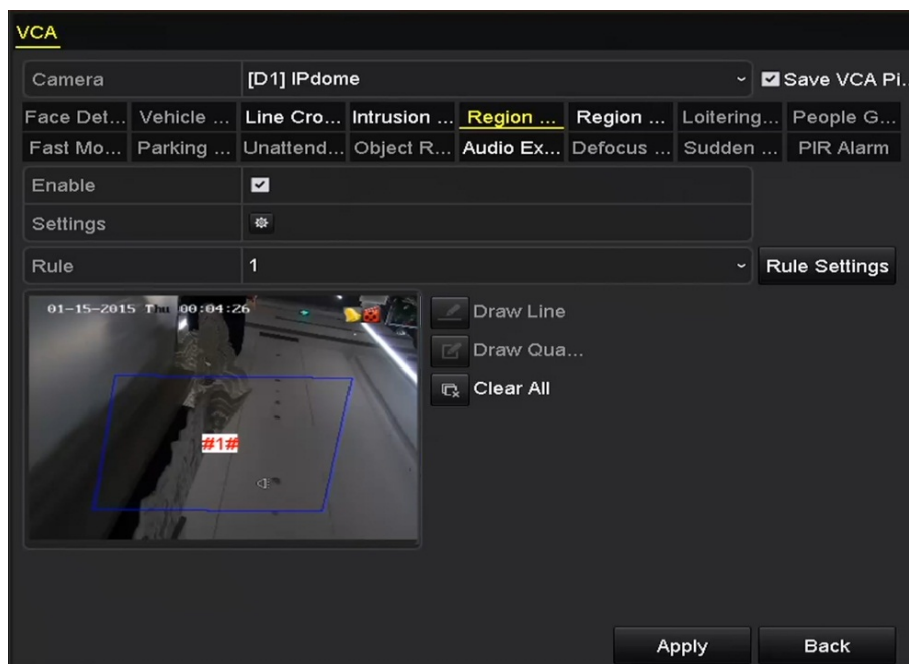 VCA
Camera [D1] IPdome Save VCA Pi..
Face Det... Vehicle ... Line Cro... Intrusion ... Region ... Region ... Loitering... People G...
Fast Mo... Parking ... Unattend... Object R... Audio Ex... Defocus ... Sudden ... PIR Alarm
Enable
Settings
Rule 1 Rule Settings
01-15-2015 Thu 00:04:26
Draw Line
Draw Qua...
Clear All
#1#
Apply Back